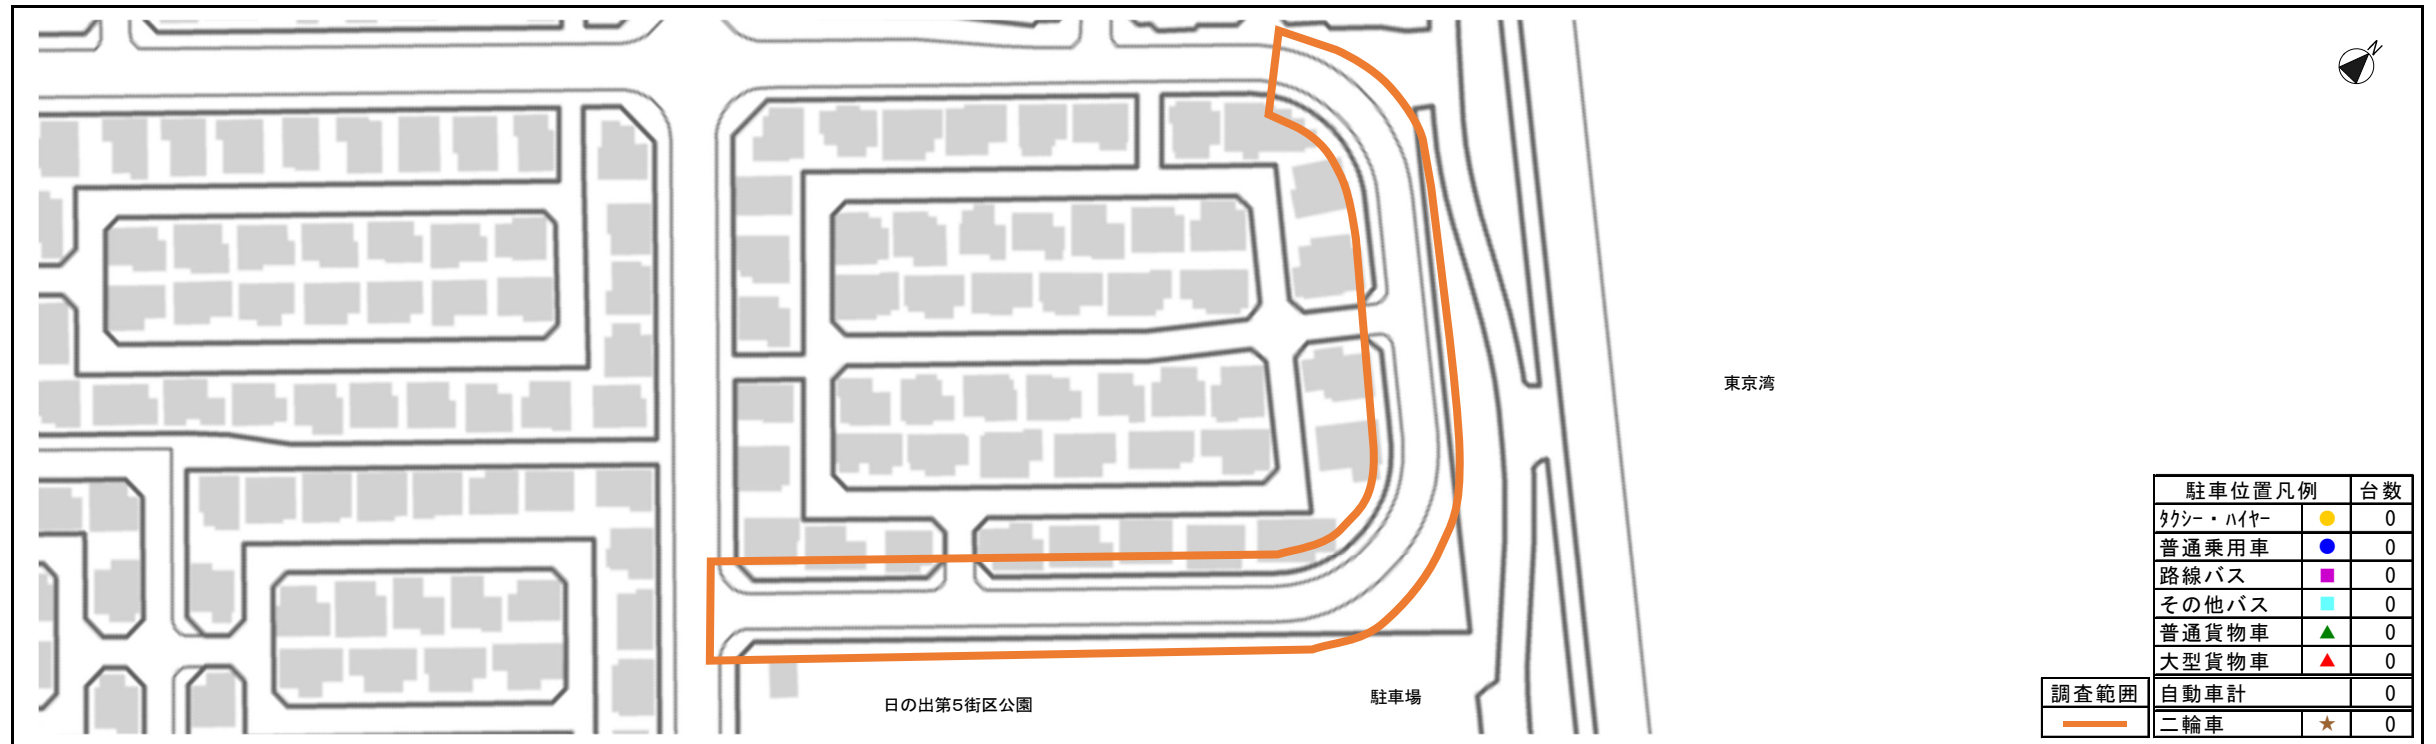 N
東京湾
日の出第5街区公園
駐車場
駐車位置凡例 台数
ﾀｸｼｰ・ﾊｲﾔｰ ● 0
普通乗用車 ● 0
路線バス ■ 0
その他バス ■ 0
普通貨物車 ▲ 0
大型貨物車 ▲ 0
調査範囲 自動車計 0
二輪車 ★ 0